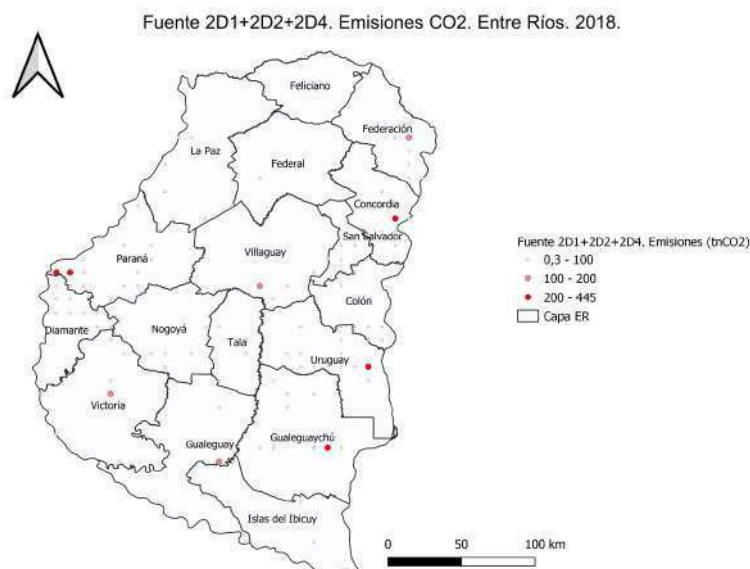 Fuente 2D1+2D2+2D4. Emisiones CO2. Entre Ríos. 2018.
Feliciano
Federación
La Paz
Federal
Concordia
San Salvador
Paraná
Villaguay
Fuente 2D1+2D2+2D4. Emisiones (tnCO2)
0,3 - 100
100 - 200
200 - 445
Capa ER
Colón
Diamante
Nogoyá
Tala
Uruguay
Victoria
Gualeguay
Gualeguaychú
Islas del Ibicuy
0 50 100 km